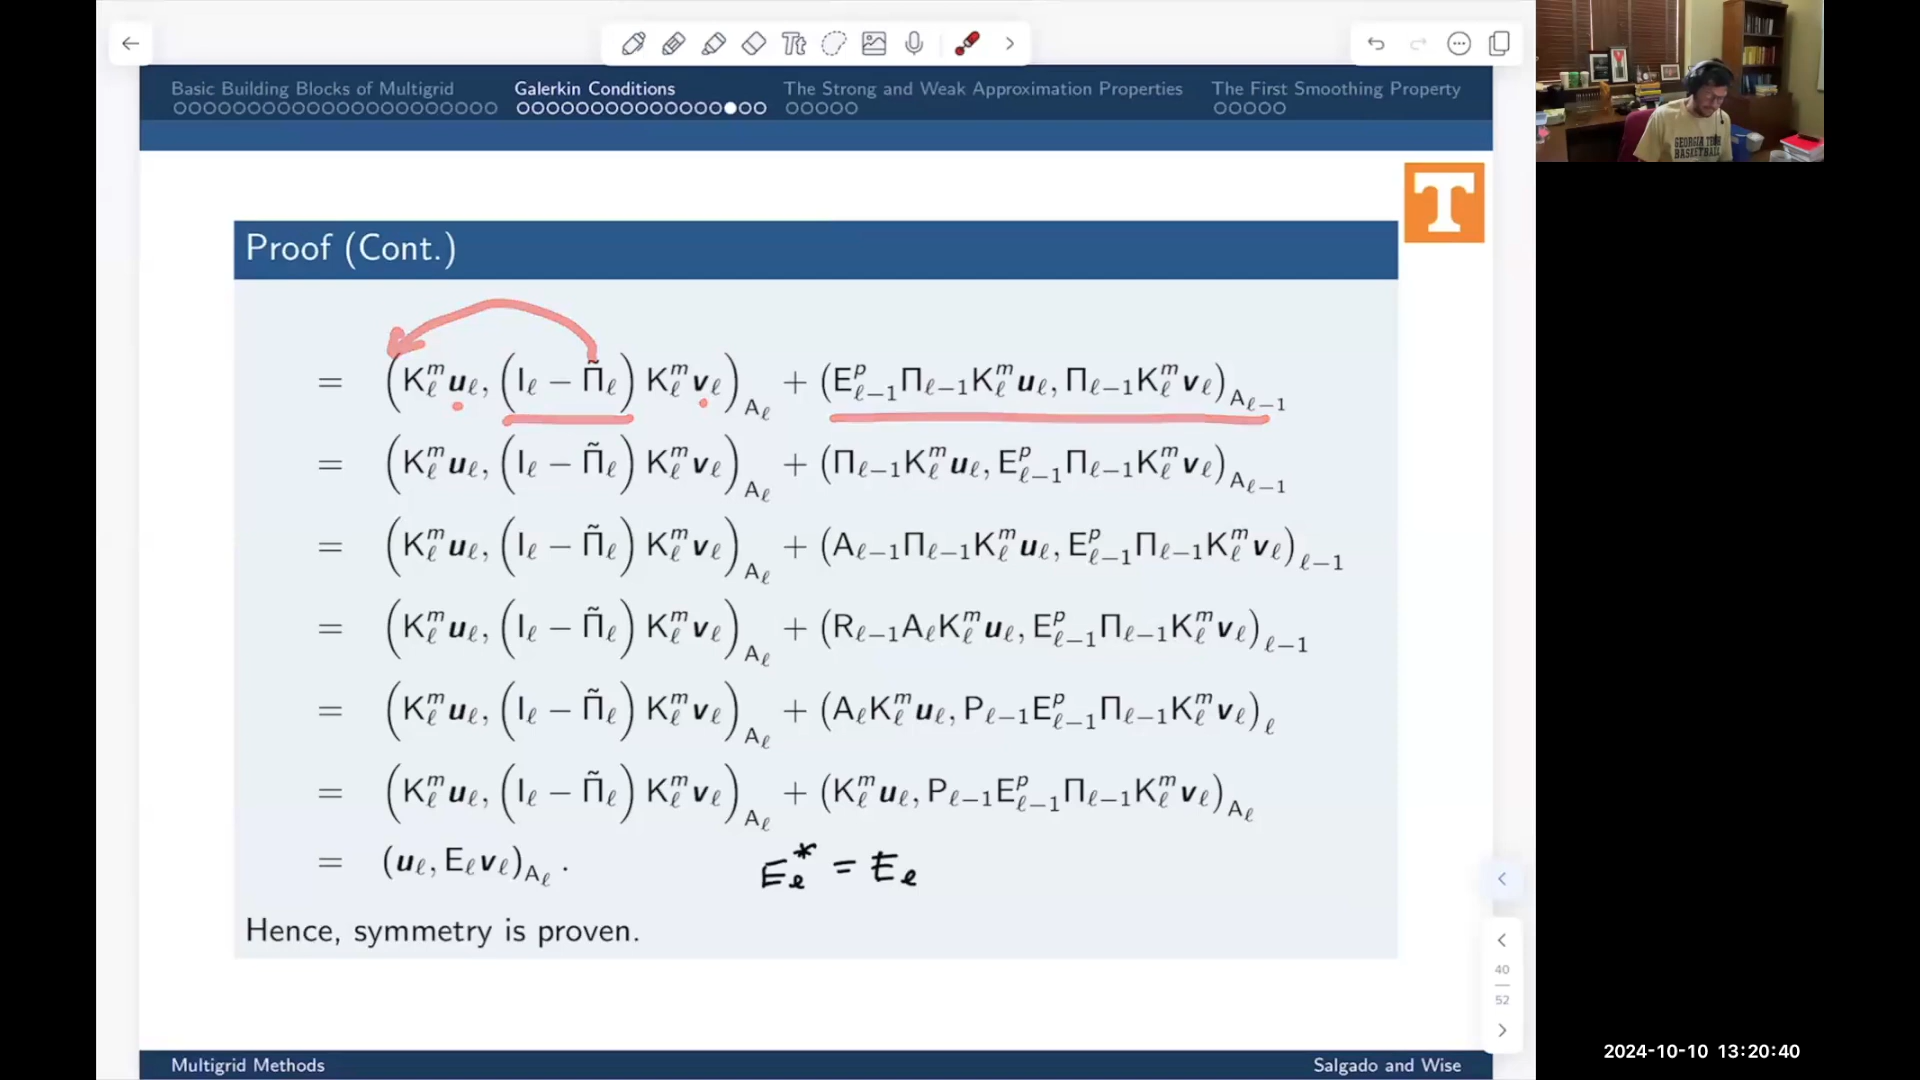 Basic Building Blocks of Multigrid Galerkin Conditions The Strong and Weak Approximation Properties The First Smoothing Property
T
GEORGIA TECH
BASKETBALL
Proof (Cont.)
= (K_ℓ^m u_ℓ, (I_ℓ − Π̃_ℓ) K_ℓ^m v_ℓ)_{A_ℓ} + (E_{ℓ−1}^p Π_{ℓ−1} K_ℓ^m u_ℓ, Π_{ℓ−1} K_ℓ^m v_ℓ)_{A_{ℓ−1}}
= (K_ℓ^m u_ℓ, (I_ℓ − Π̃_ℓ) K_ℓ^m v_ℓ)_{A_ℓ} + (Π_{ℓ−1} K_ℓ^m u_ℓ, E_{ℓ−1}^p Π_{ℓ−1} K_ℓ^m v_ℓ)_{A_{ℓ−1}}
= (K_ℓ^m u_ℓ, (I_ℓ − Π̃_ℓ) K_ℓ^m v_ℓ)_{A_ℓ} + (A_{ℓ−1} Π_{ℓ−1} K_ℓ^m u_ℓ, E_{ℓ−1}^p Π_{ℓ−1} K_ℓ^m v_ℓ)_{ℓ−1}
= (K_ℓ^m u_ℓ, (I_ℓ − Π̃_ℓ) K_ℓ^m v_ℓ)_{A_ℓ} + (R_{ℓ−1} A_ℓ K_ℓ^m u_ℓ, E_{ℓ−1}^p Π_{ℓ−1} K_ℓ^m v_ℓ)_{ℓ−1}
= (K_ℓ^m u_ℓ, (I_ℓ − Π̃_ℓ) K_ℓ^m v_ℓ)_{A_ℓ} + (A_ℓ K_ℓ^m u_ℓ, P_{ℓ−1} E_{ℓ−1}^p Π_{ℓ−1} K_ℓ^m v_ℓ)_ℓ
= (K_ℓ^m u_ℓ, (I_ℓ − Π̃_ℓ) K_ℓ^m v_ℓ)_{A_ℓ} + (K_ℓ^m u_ℓ, P_{ℓ−1} E_{ℓ−1}^p Π_{ℓ−1} K_ℓ^m v_ℓ)_{A_ℓ}
= (u_ℓ, E_ℓ v_ℓ)_{A_ℓ} . E_ℓ^* = E_ℓ
Hence, symmetry is proven.
40
52
Multigrid Methods Salgado and Wise
2024-10-10 13:20:40